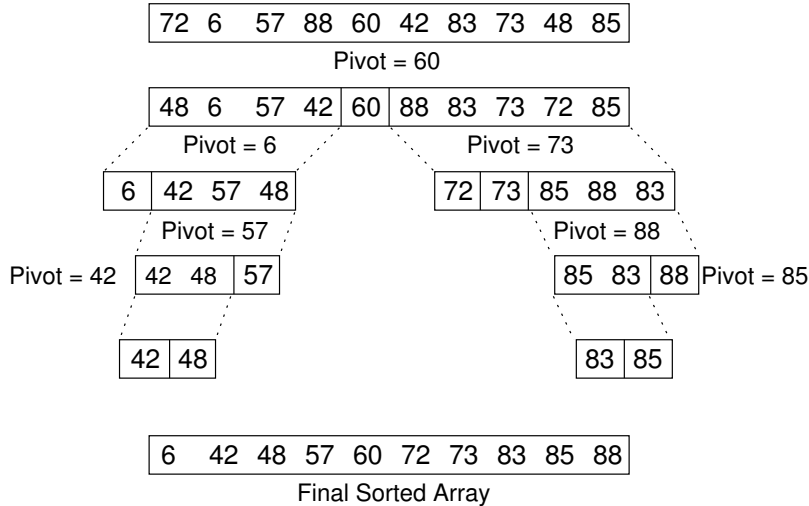 72 6 57 88 60 42 83 73 48 85
Pivot = 60
48 6 57 42 60 88 83 73 72 85
Pivot = 6 Pivot = 73
6 42 57 48 72 73 85 88 83
Pivot = 57 Pivot = 88
Pivot = 42 42 48 57 85 83 88 Pivot = 85
42 48 83 85
6 42 48 57 60 72 73 83 85 88
Final Sorted Array